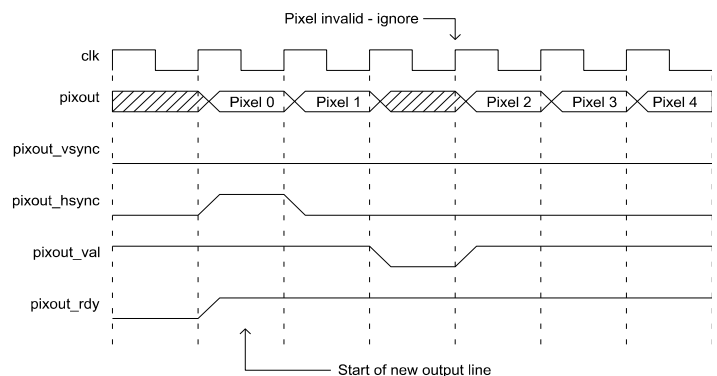 Pixel invalid - ignore
clk
pixout
Pixel 0
Pixel 1
Pixel 2
Pixel 3
Pixel 4
pixout_vsync
pixout_hsync
pixout_val
pixout_rdy
Start of new output line